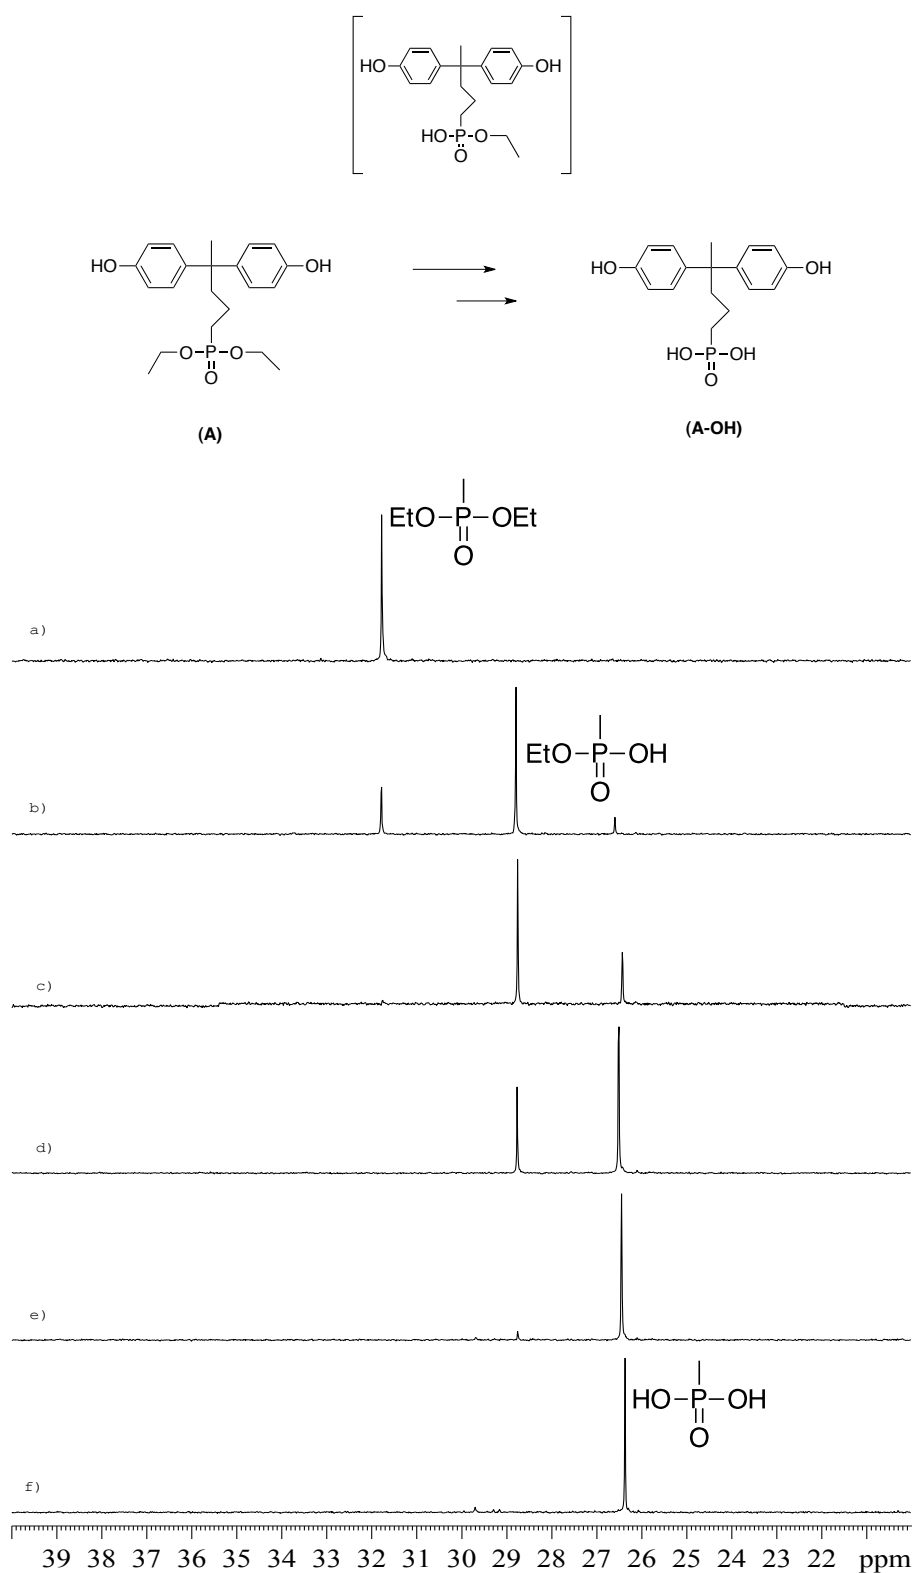 HO OH
HO-P-O
O
HO OH HO OH
O-P-O HO-P-OH
O O
(A) (A-OH)
EtO-P-OEt
O
a)
EtO-P-OH
O
b)
c)
d)
e)
HO-P-OH
O
f)
39 38 37 36 35 34 33 32 31 30 29 28 27 26 25 24 23 22 ppm